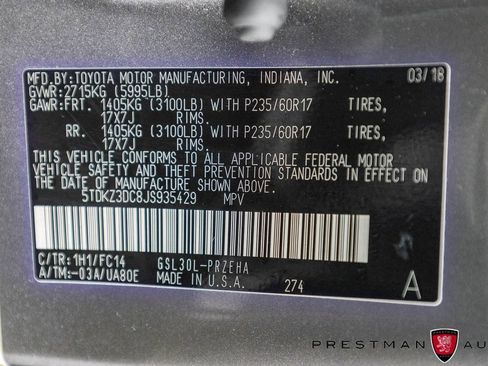 MFD.BY:TOYOTA MOTOR MANUFACTURING, INDIANA, INC. 03/18
GVWR:2715KG (5995LB)
GAWR:FRT. 1405KG (3100LB) WITH P235/60R17 TIRES,
17X7J RIMS.
RR. 1405KG (3100LB) WITH P235/60R17 TIRES,
17X7J RIMS.
THIS VEHICLE CONFORMS TO ALL APPLICABLE FEDERAL MOTOR
VEHICLE SAFETY AND THEFT PREVENTION STANDARDS IN
EFFECT ON THE DATE OF MANUFACTURE SHOWN ABOVE.
5TDKZ3DC8JS935429 MPV
C/TR:1H1/FC14 GSL30L-PRZEHA
A/TM:-03A/UA80E MADE IN U.S.A. 274 A
PRESTMAN AU